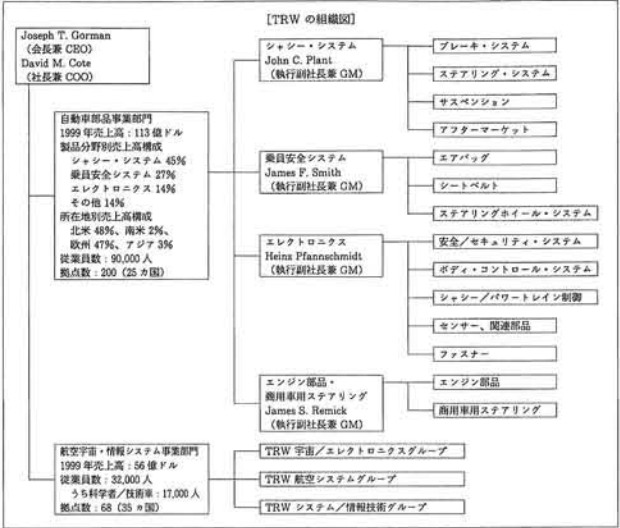 [TRW の組織図]
Joseph T. Gorman
(会長兼 CEO)
David M. Cote
(社長兼 COO)
自動車部品事業部門
1999 年売上高：113 億ドル
製品分野別売上高構成
シャシー・システム 45%
乗員安全システム 27%
エレクトロニクス 14%
その他 14%
所在地別売上高構成
北米 48%、南米 2%、
欧州 47%、アジア 3%
従業員数：90,000 人
拠点数：200 (25 カ国)
シャシー・システム
John C. Plant
(執行副社長兼 GM)
ブレーキ・システム
ステアリング・システム
サスペンション
アフターマーケット
乗員安全システム
James F. Smith
(執行副社長兼 GM)
エアバッグ
シートベルト
ステアリングホイール・システム
エレクトロニクス
Heinz Pfannschmidt
(執行副社長兼 GM)
安全／セキュリティ・システム
ボディ・コントロール・システム
シャシー／パワートレイン制御
センサー、関連部品
ファスナー
エンジン部品・
商用車用ステアリング
James S. Remick
(執行副社長兼 GM)
エンジン部品
商用車用ステアリング
航空宇宙・情報システム事業部門
1999 年売上高：56 億ドル
従業員数：32,000 人
うち科学者／技術車：17,000 人
拠点数：68 (35 カ国)
TRW 宇宙／エレクトロニクスグループ
TRW 航空システムグループ
TRW システム／情報技術グループ